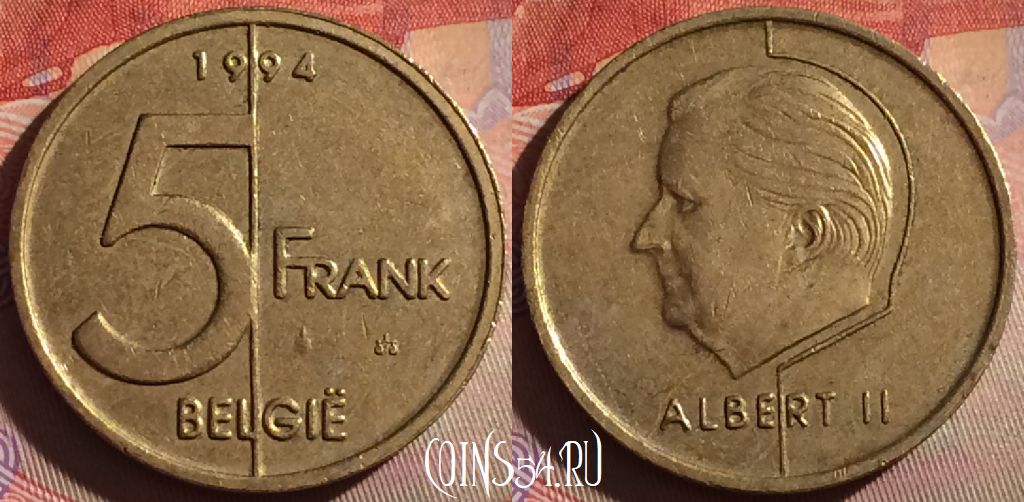 1994
5
FRANK
BELGIË
ALBERT II
COINS54.RU